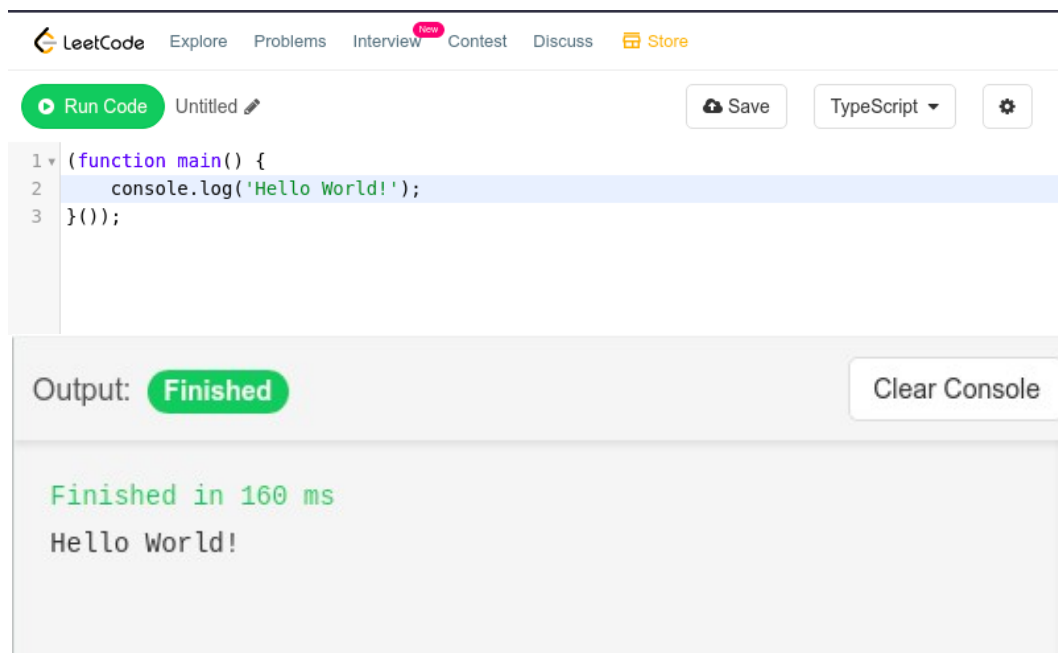 LeetCode Explore Problems Interview New Contest Discuss Store
Run Code Untitled Save TypeScript
1 (function main() {
2     console.log('Hello World!');
3 }());
Output: Finished Clear Console
Finished in 160 ms
Hello World!